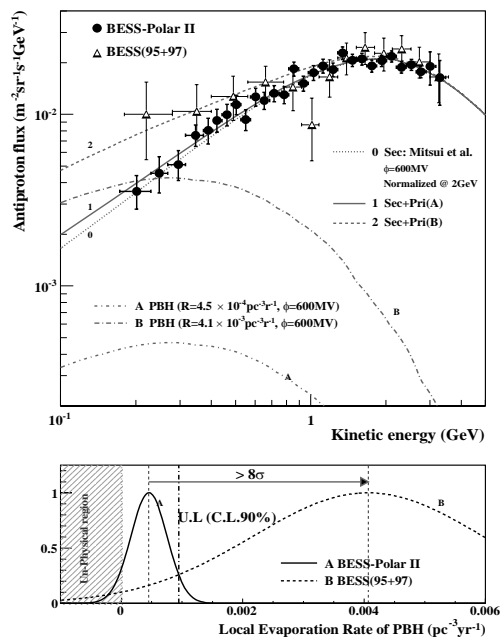 BESS-Polar II
BESS(95+97)
Antiproton flux (m⁻²sr⁻¹s⁻¹GeV⁻¹)
10⁻²
10⁻³
2
1
0
0 Sec: Mitsui et al.
ϕ=600MV
Normalized @ 2GeV
1 Sec+Pri(A)
2 Sec+Pri(B)
A PBH (R=4.5 × 10⁻⁴pc⁻³r⁻¹, ϕ=600MV)
B PBH (R=4.1 × 10⁻³pc⁻³r⁻¹, ϕ=600MV)
B
A
10⁻¹
1
Kinetic energy (GeV)
> 8σ
1
0.5
0
Un-Physical region
A
U.L (C.L.90%)
B
A BESS-Polar II
B BESS(95+97)
0
0.002
0.004
0.006
Local Evaporation Rate of PBH (pc⁻³yr⁻¹)